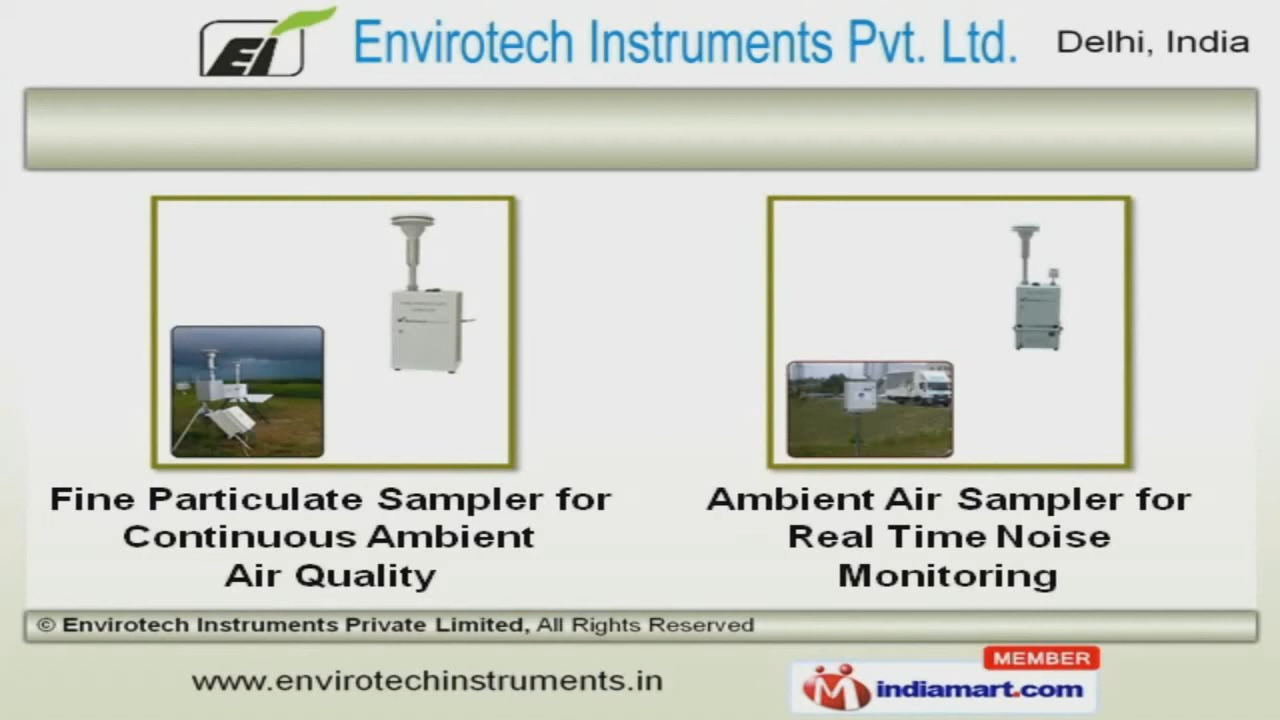 EI
Envirotech Instruments Pvt. Ltd.
Delhi, India
Fine Particulate Sampler for
Continuous Ambient
Air Quality
Ambient Air Sampler for
Real Time Noise
Monitoring
© Envirotech Instruments Private Limited, All Rights Reserved
www.envirotechinstruments.in
MEMBER
indiamart.com